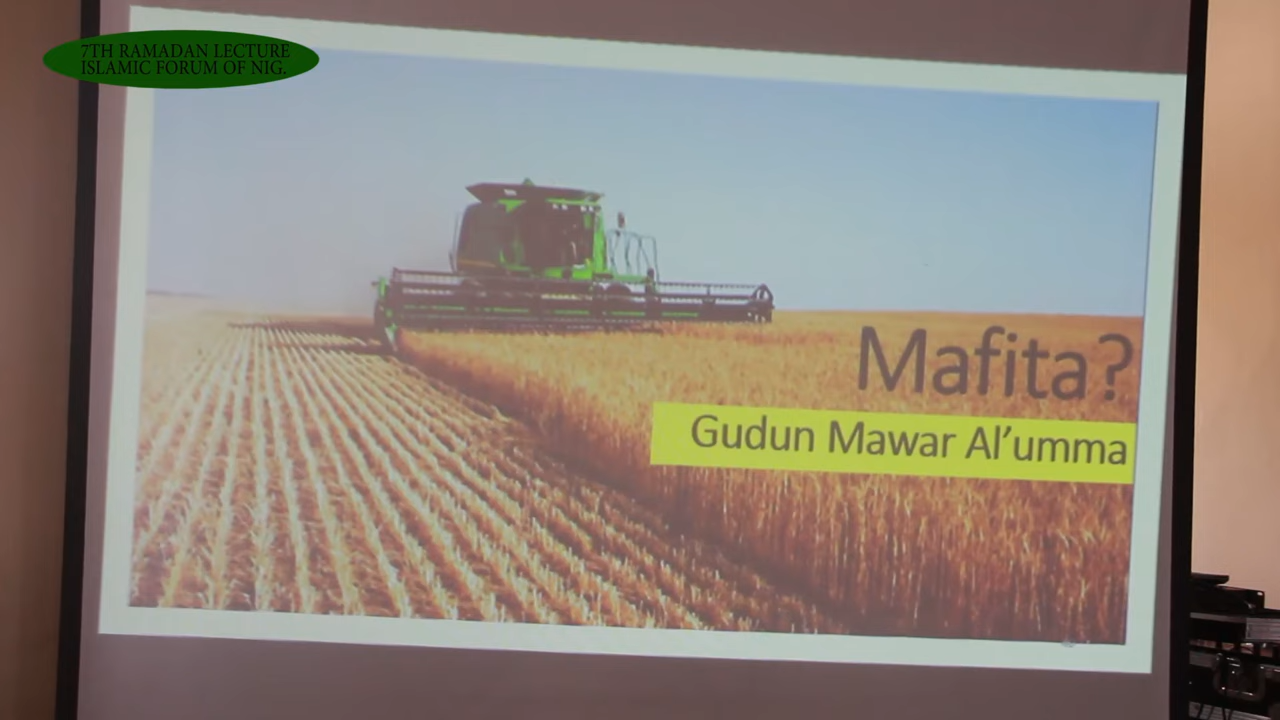 7TH RAMADAN LECTURE
ISLAMIC FORUM OF NIG.
Mafita?
Gudun Mawar Al'umma